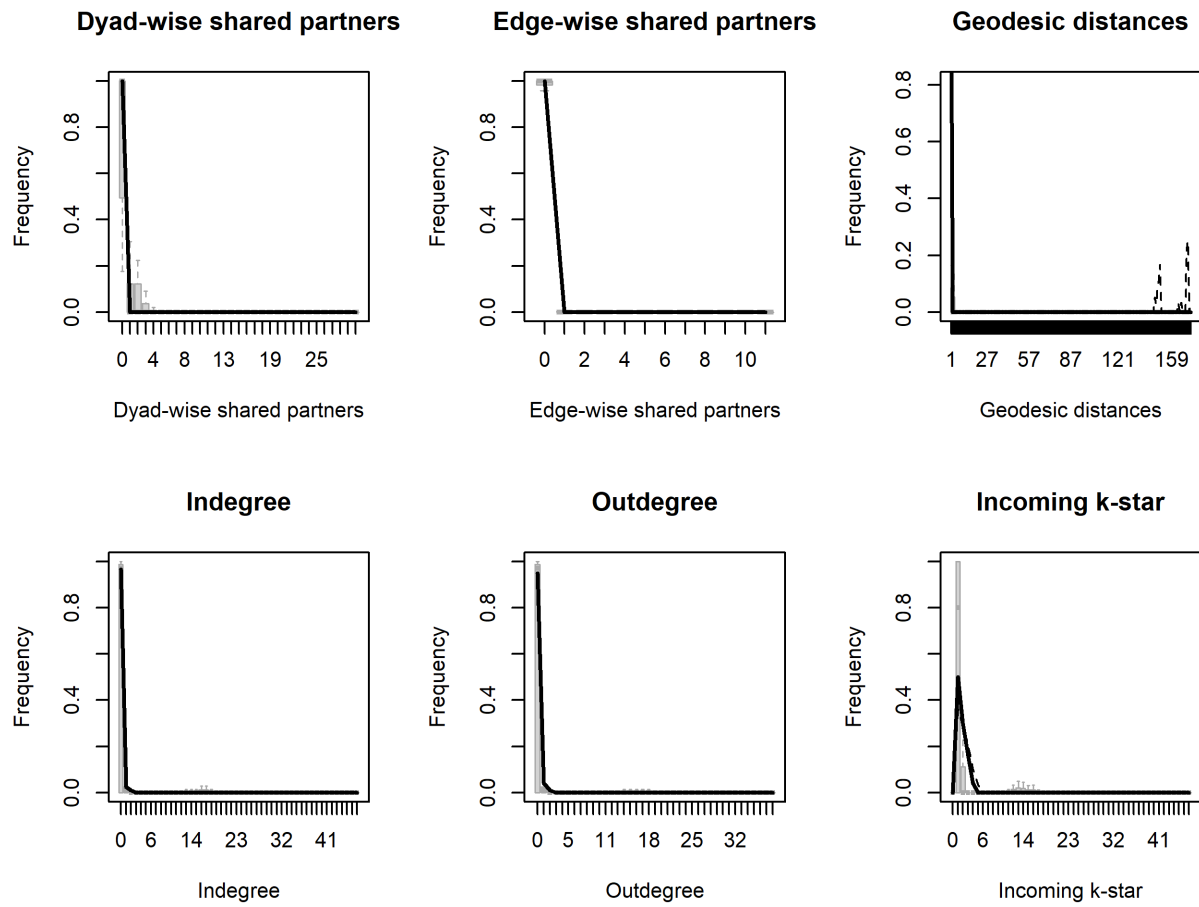 Dyad-wise shared partners
Edge-wise shared partners
Geodesic distances
Frequency
0.0 0.4 0.8
0 4 8 13 19 25
Dyad-wise shared partners
Frequency
0.0 0.4 0.8
0 2 4 6 8 10
Edge-wise shared partners
Frequency
0.0 0.2 0.4 0.6 0.8
1 27 57 87 121 159
Geodesic distances
Indegree
Outdegree
Incoming k-star
Frequency
0.0 0.4 0.8
0 6 14 23 32 41
Indegree
Frequency
0.0 0.4 0.8
0 5 11 18 25 32
Outdegree
Frequency
0.0 0.4 0.8
0 6 14 23 32 41
Incoming k-star